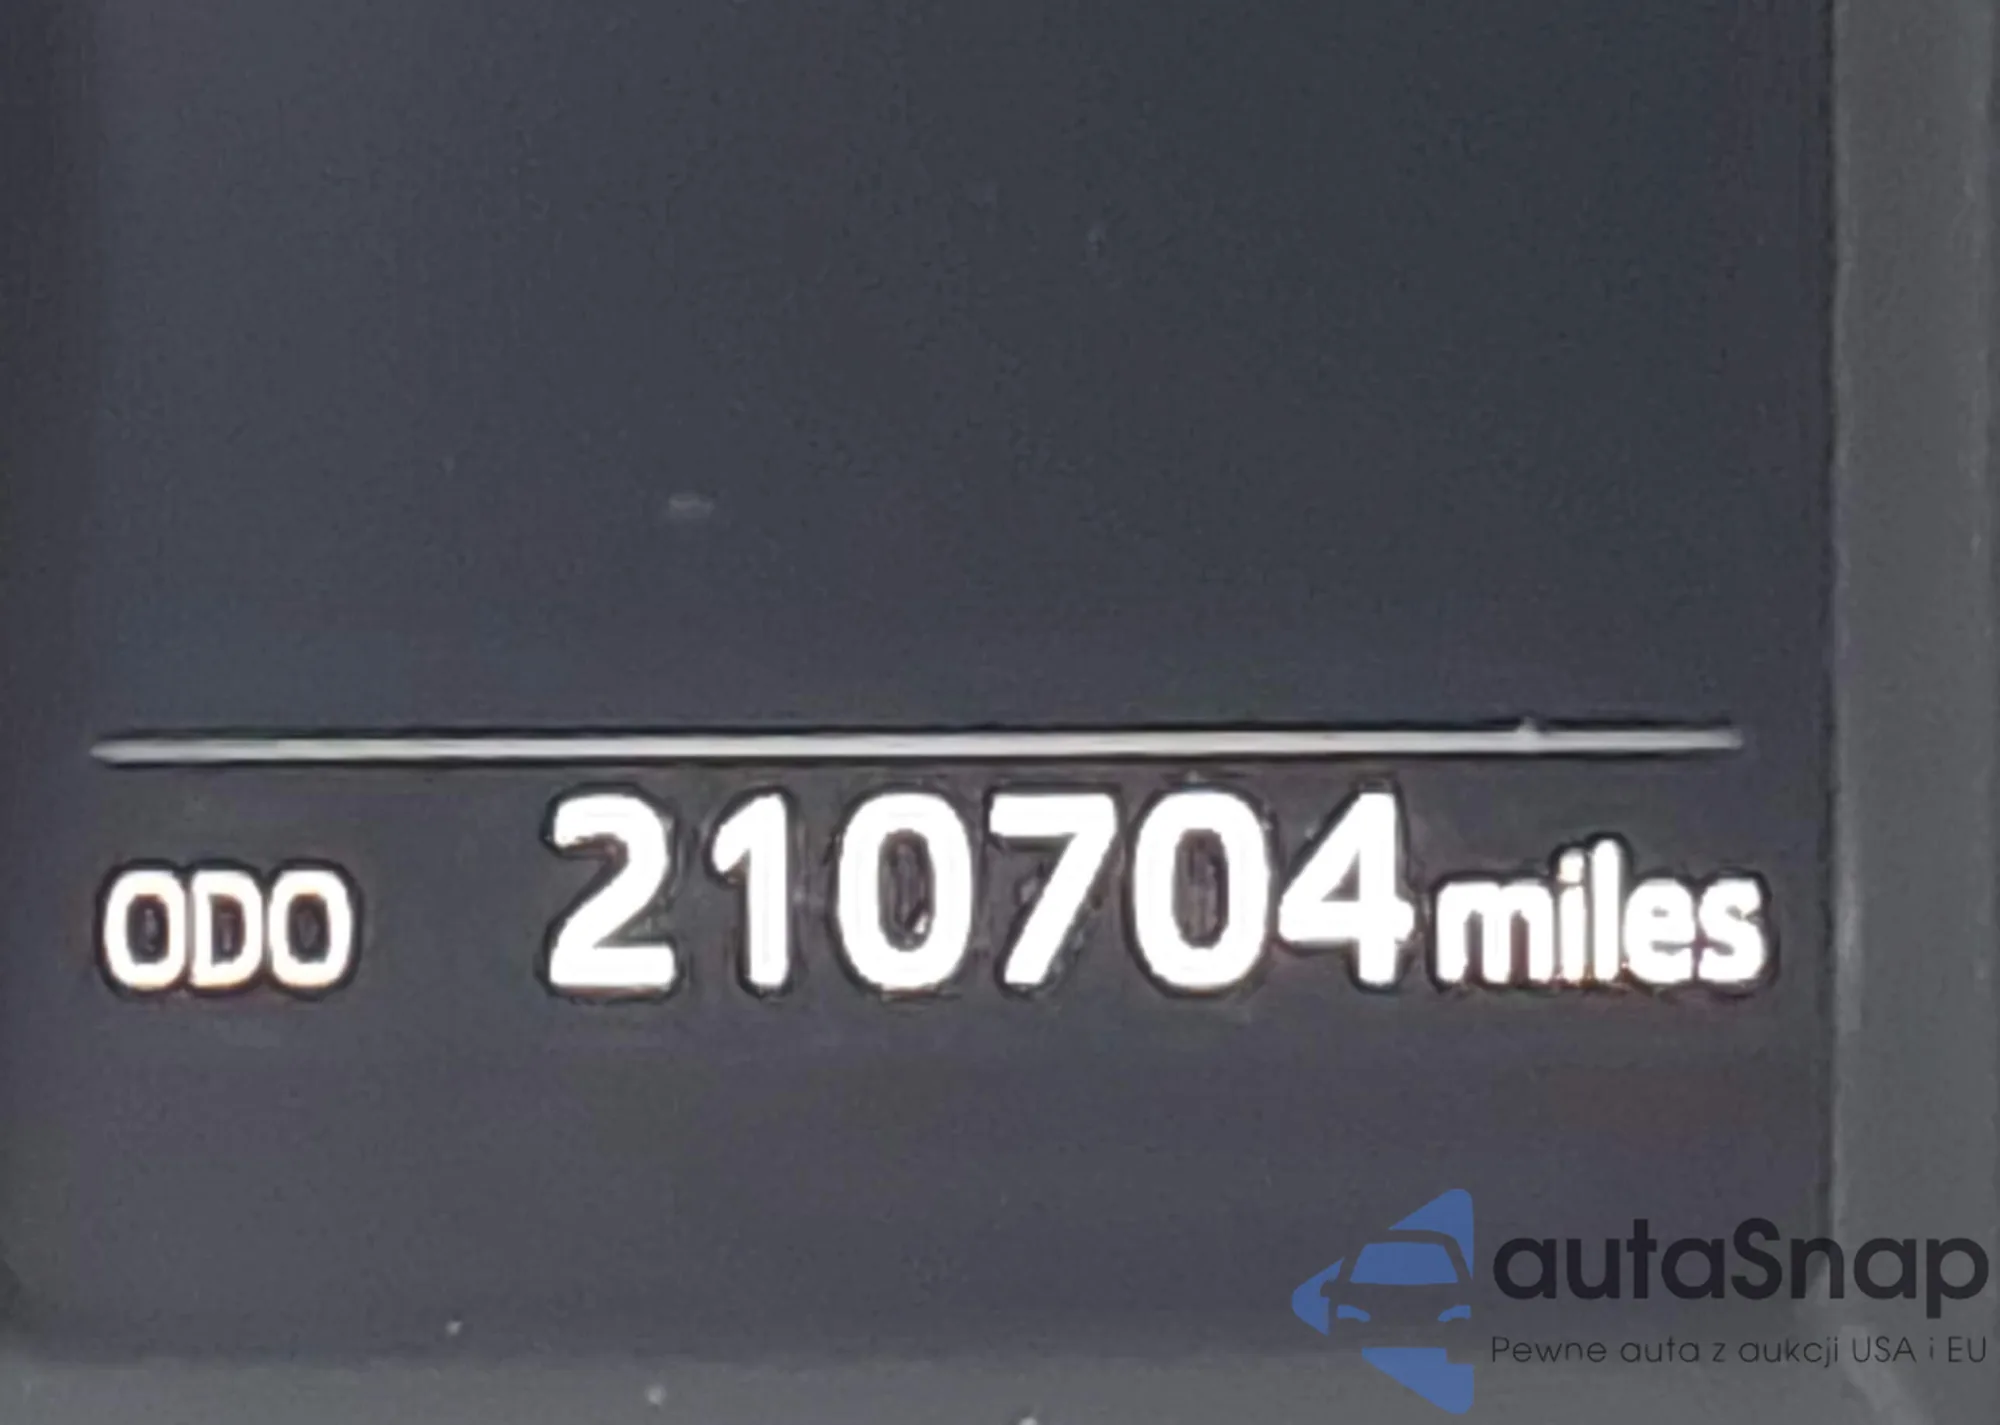 ODO 210704 miles
autaSnap
Pewne auta z aukcji USA i EU